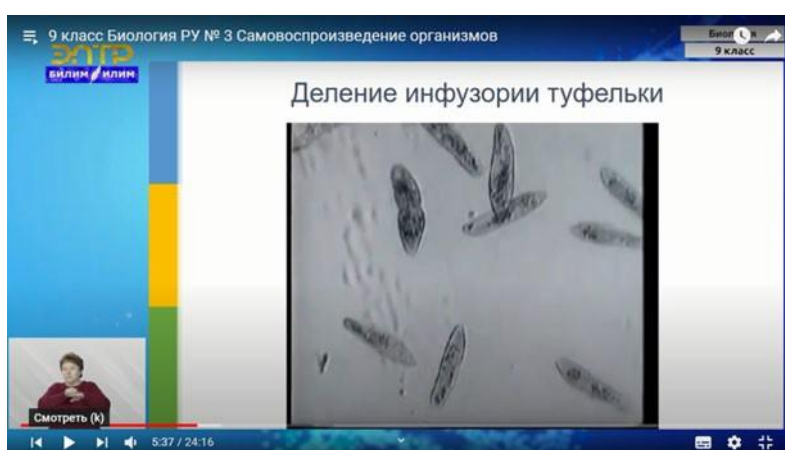 9 класс Биология РУ № 3 Самовоспроизведение организмов
9 класс
ЭЛТР
БИЛИМ ИЛИМ
Деление инфузории туфельки
Смотреть (k)
5:37 / 24:16